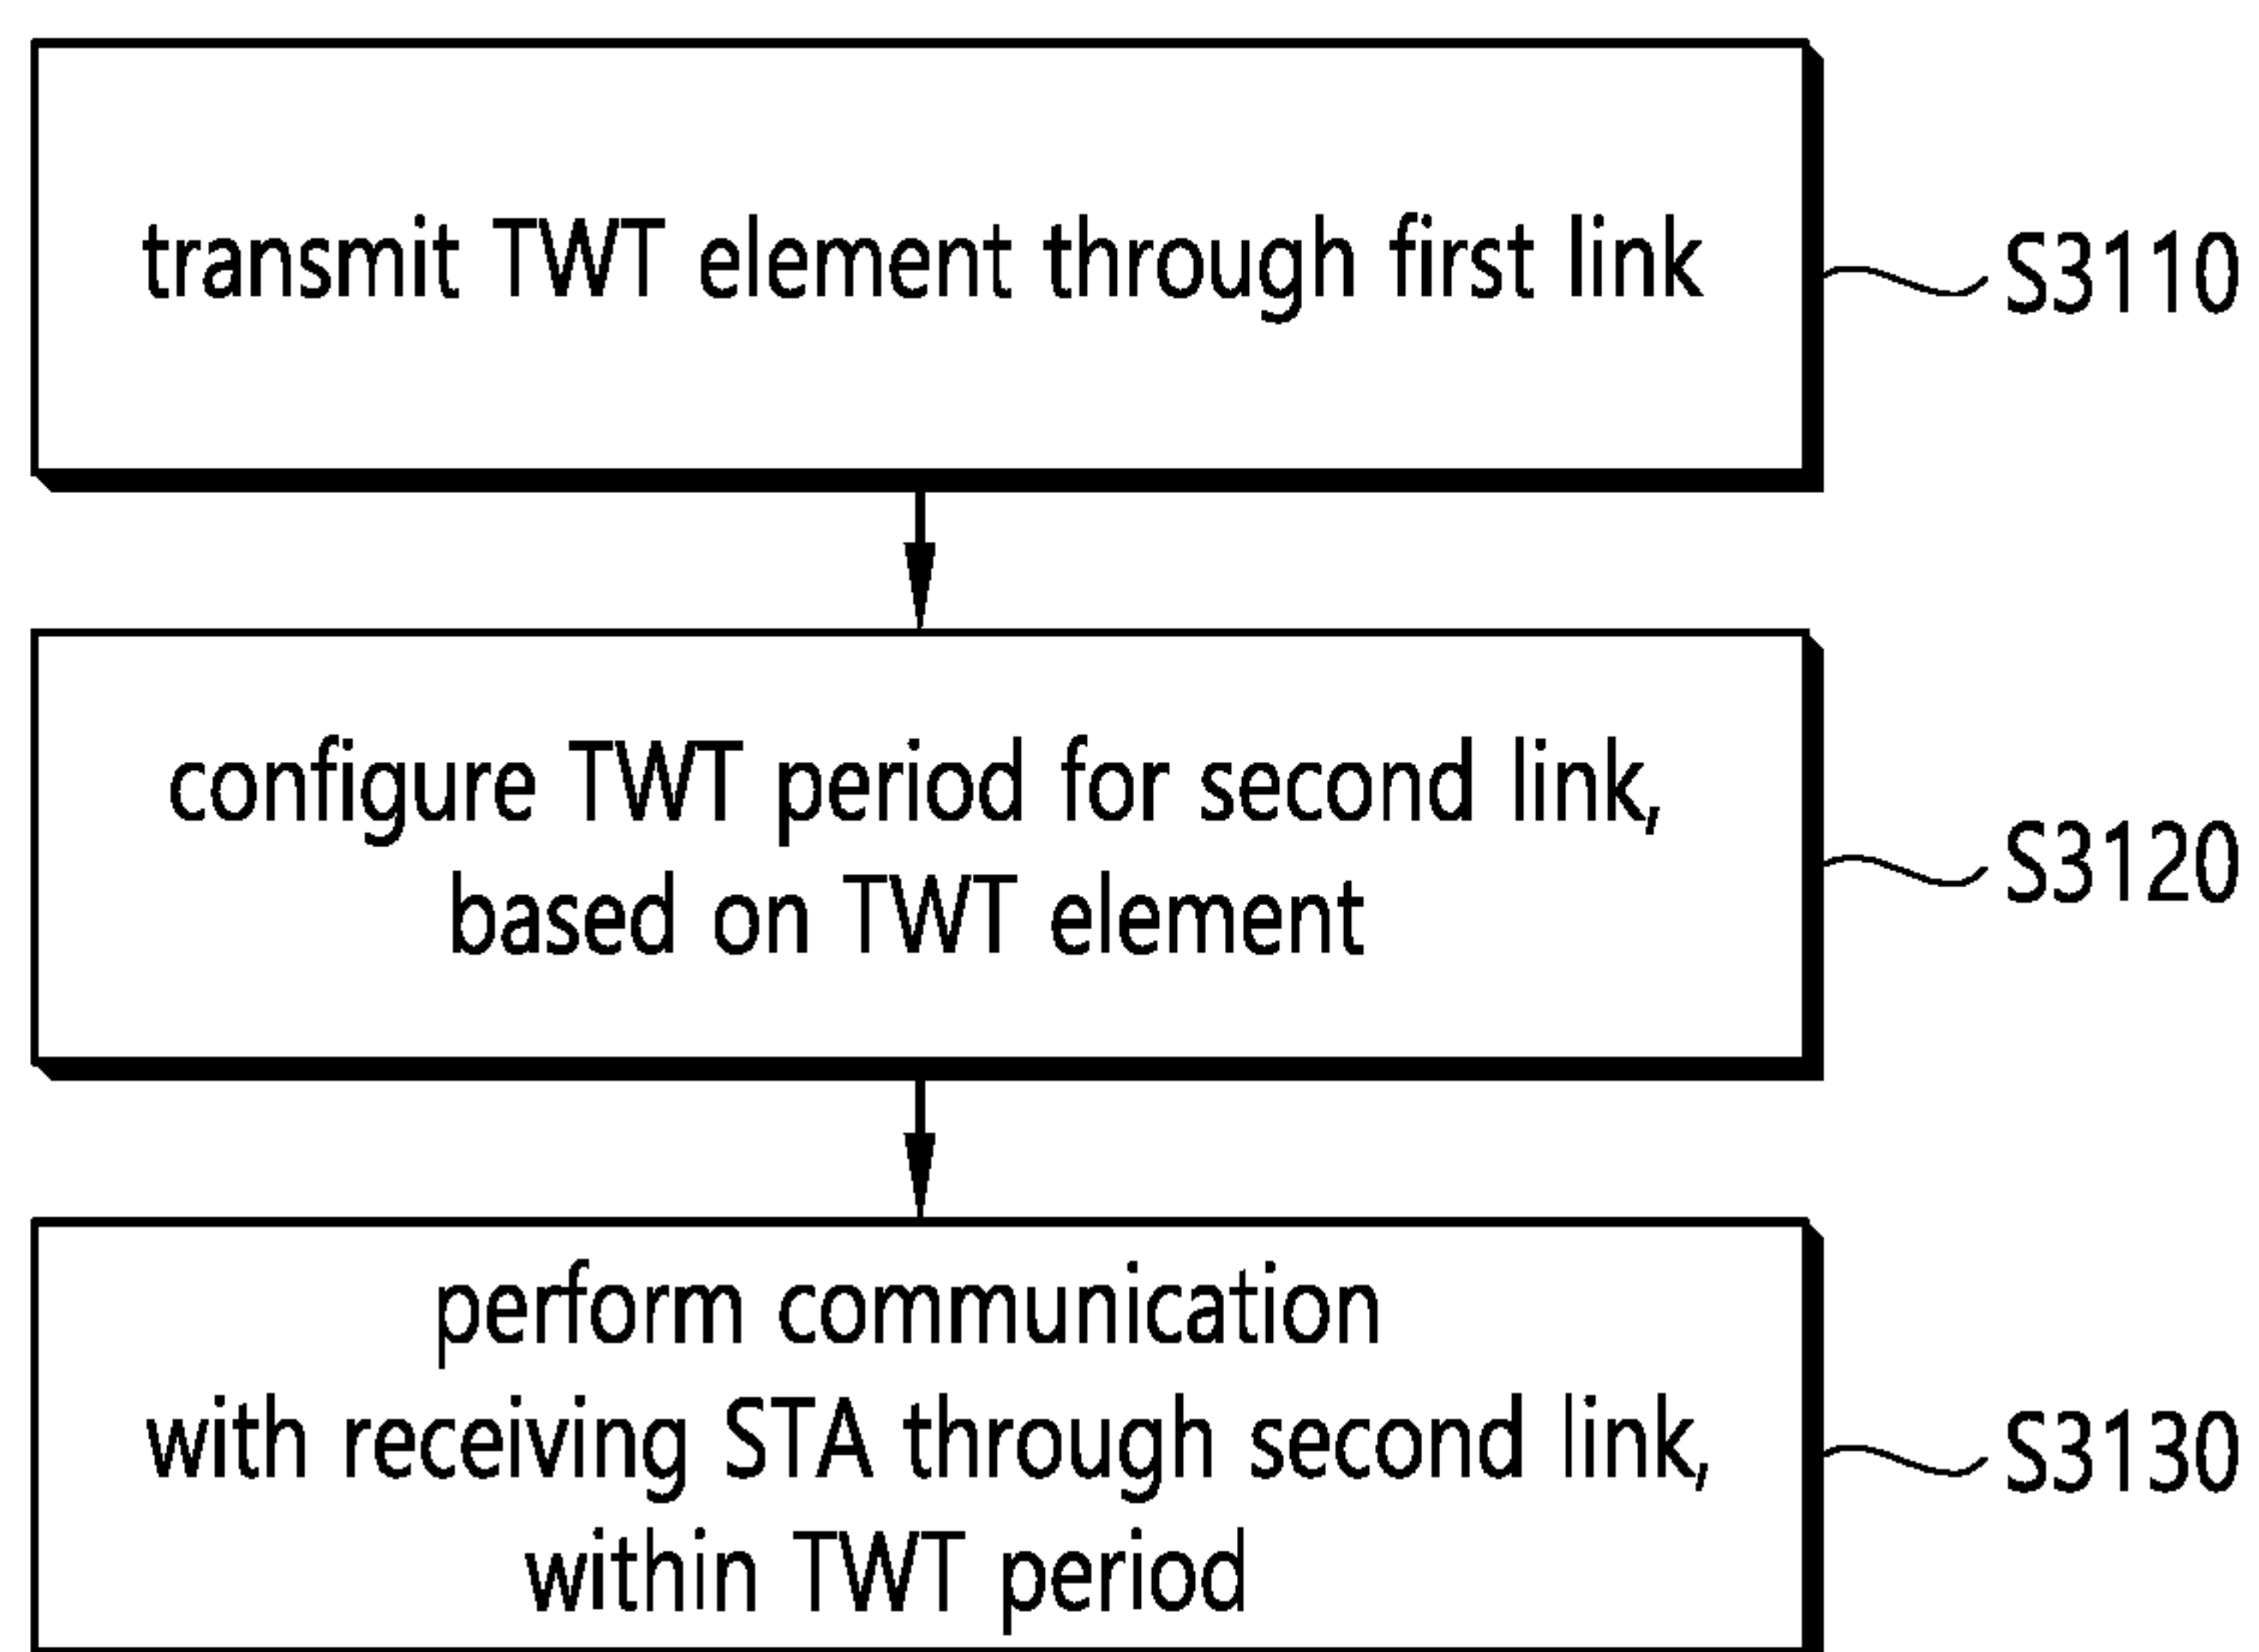 transmit TWT element through first link
S3110
configure TWT period for second link,
based on TWT element
S3120
perform communication
with receiving STA through second link,
within TWT period
S3130